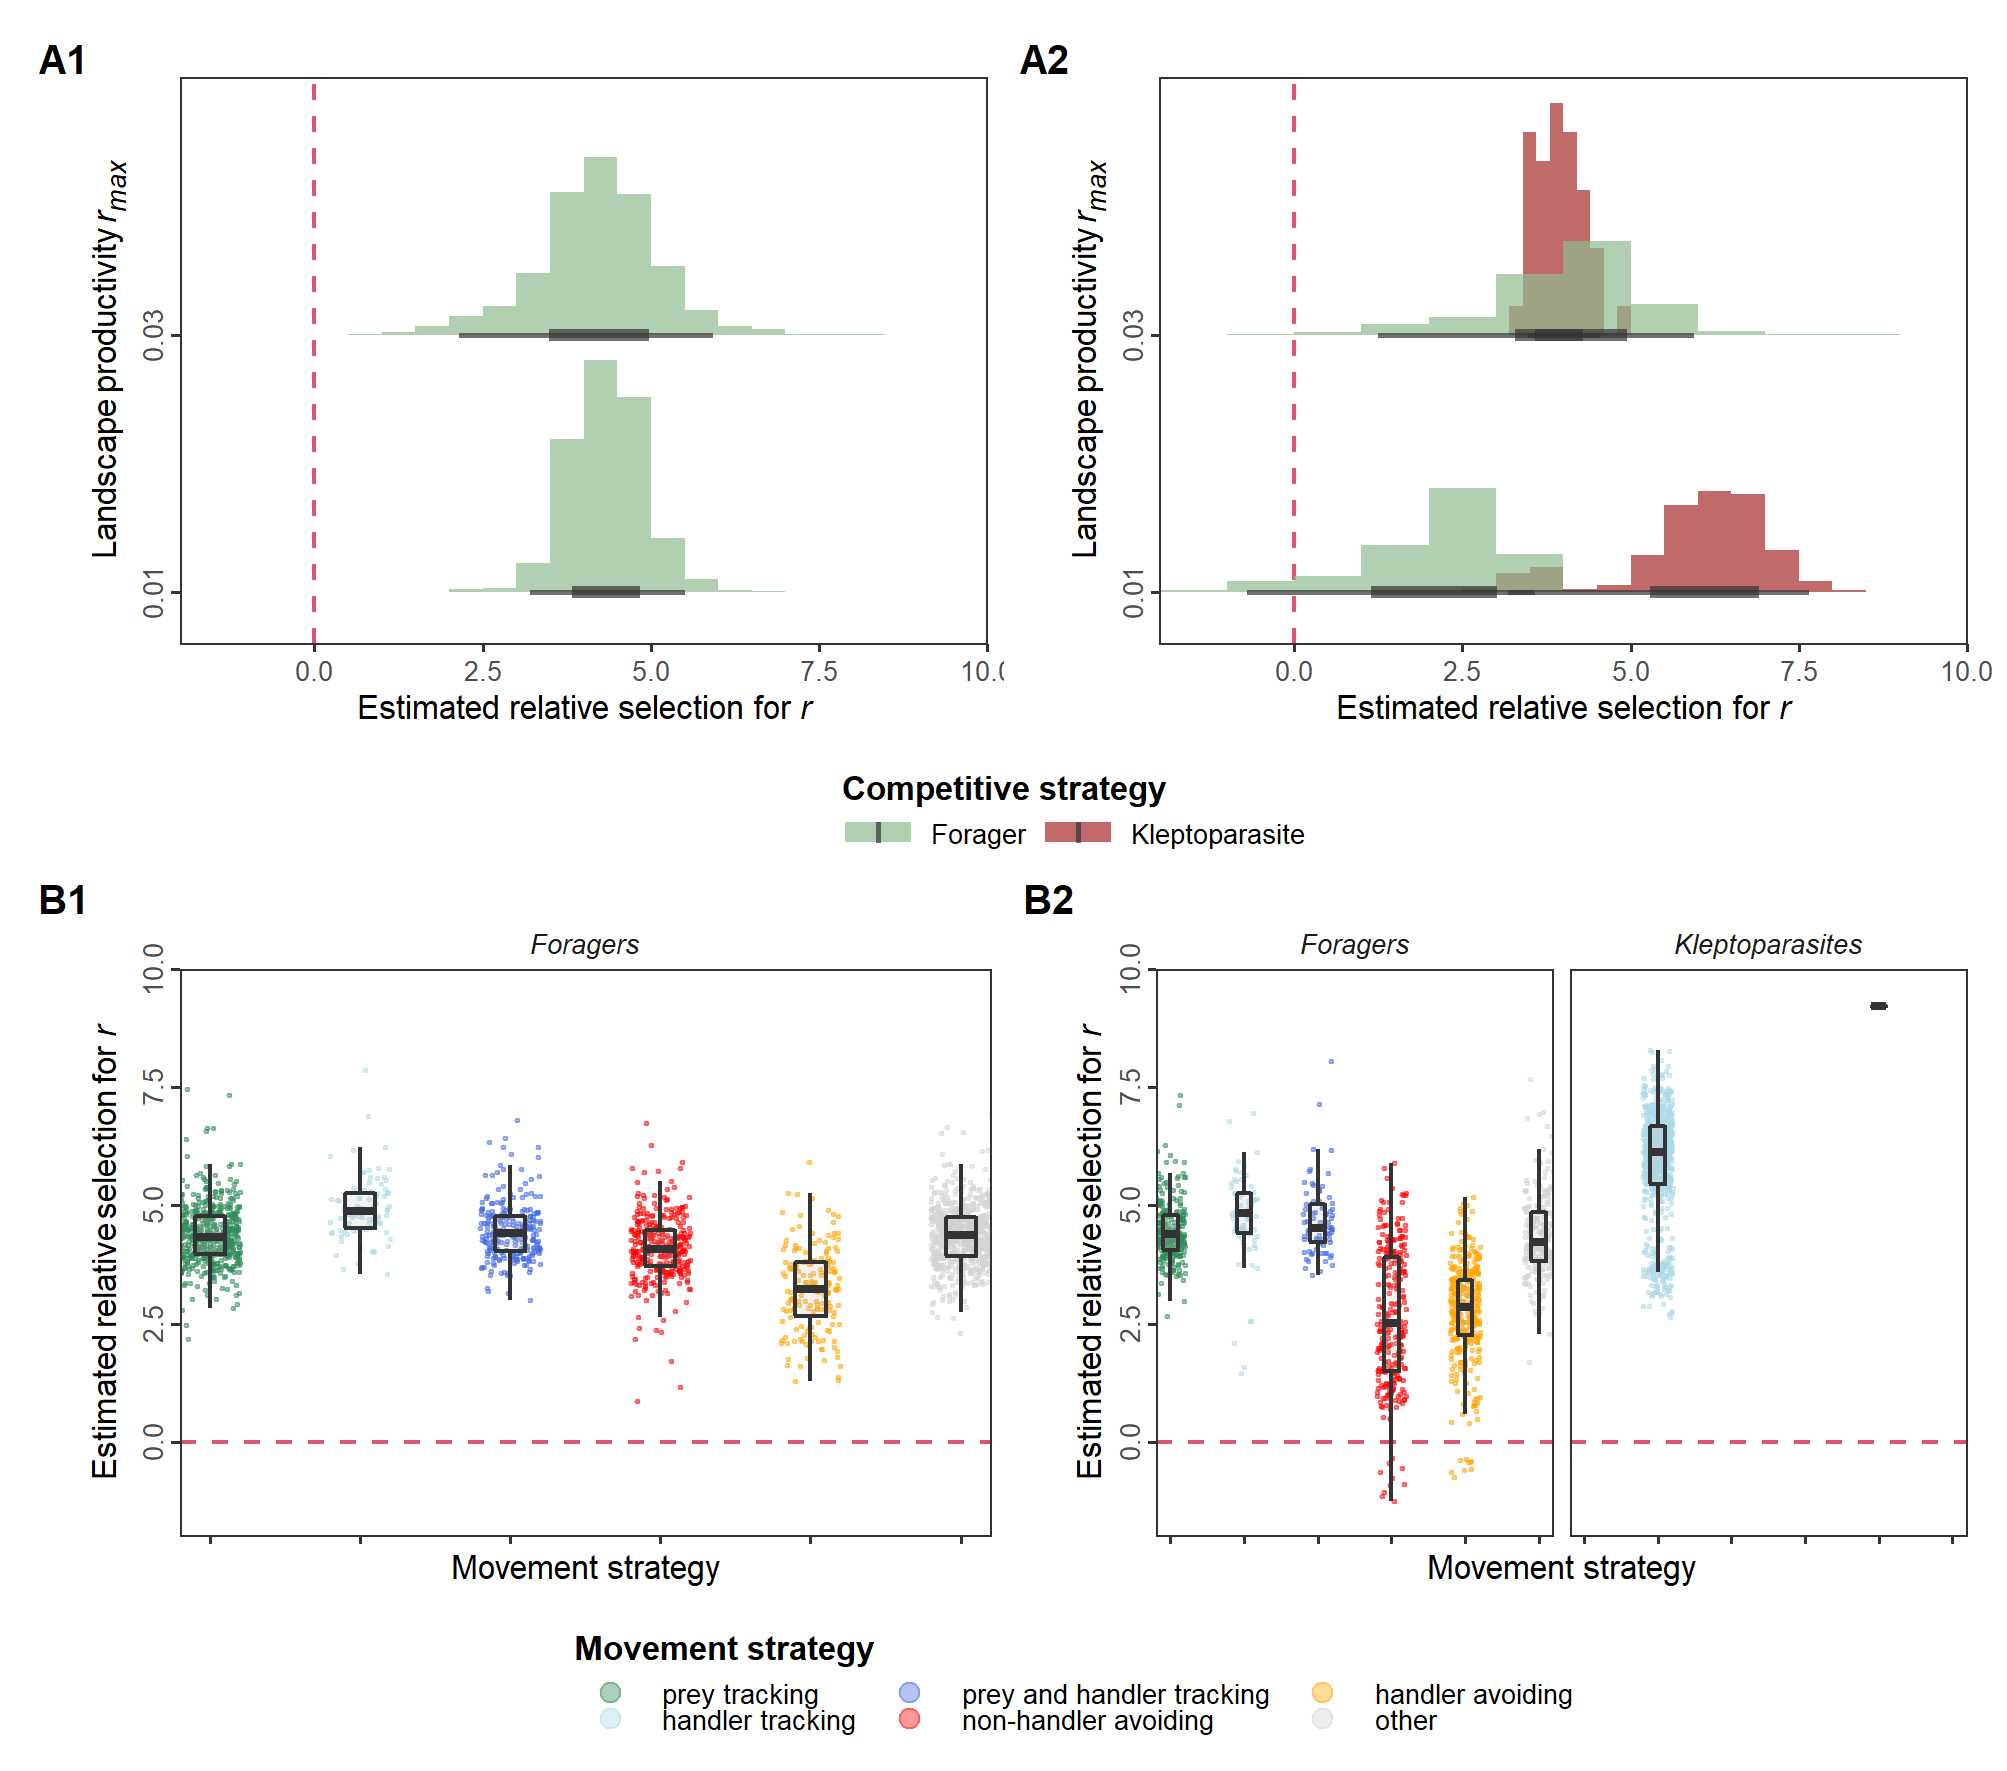 A1
A2
Landscape productivity rmax
0.03
0.01
0.0 2.5 5.0 7.5 10.0
Estimated relative selection for r
Landscape productivity rmax
0.03
0.01
0.0 2.5 5.0 7.5 10.0
Estimated relative selection for r
Competitive strategy
Forager Kleptoparasite
B1
B2
Foragers
Estimated relative selection for r
10.0
7.5
5.0
2.5
0.0
Movement strategy
Foragers Kleptoparasites
Estimated relative selection for r
10.0
7.5
5.0
2.5
0.0
Movement strategy
Movement strategy
prey tracking prey and handler tracking handler avoiding
handler tracking non-handler avoiding other